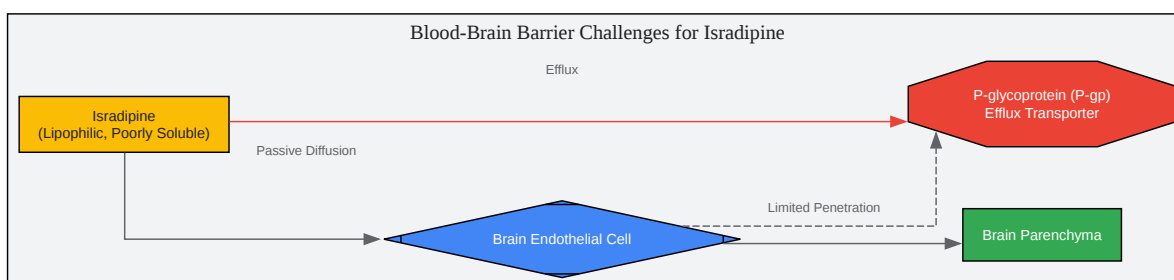 Blood-Brain Barrier Challenges for Isradipine
Efflux
P-glycoprotein (P-gp)
Efflux Transporter
Isradipine
(Lipophilic, Poorly Soluble)
Passive Diffusion
Limited Penetration
Brain Endothelial Cell
Brain Parenchyma